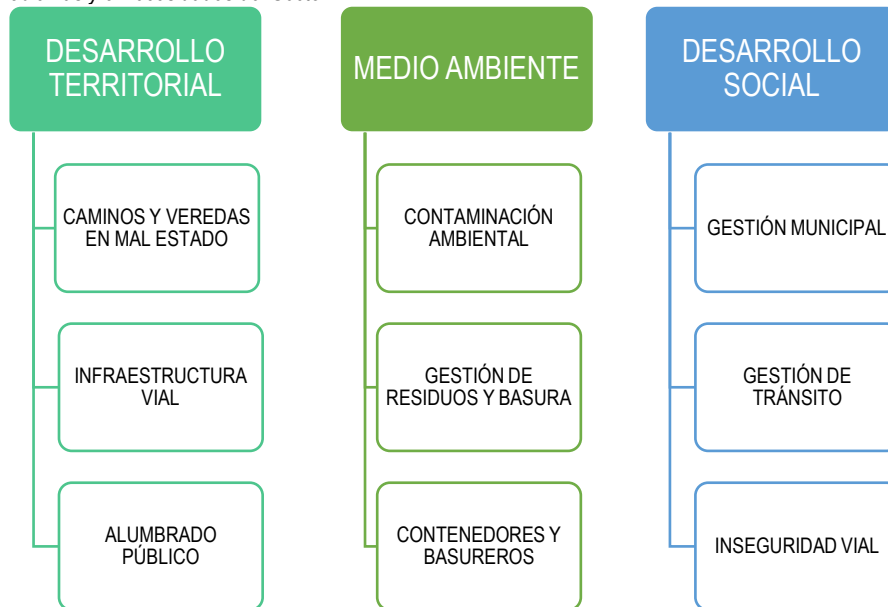 DESARROLLO
TERRITORIAL
CAMINOS Y VEREDAS
EN MAL ESTADO
INFRAESTRUCTURA
VIAL
ALUMBRADO
PÚBLICO
MEDIO AMBIENTE
CONTAMINACIÓN
AMBIENTAL
GESTIÓN DE
RESIDUOS Y BASURA
CONTENEDORES Y
BASUREROS
DESARROLLO
SOCIAL
GESTIÓN MUNICIPAL
GESTIÓN DE
TRÁNSITO
INSEGURIDAD VIAL